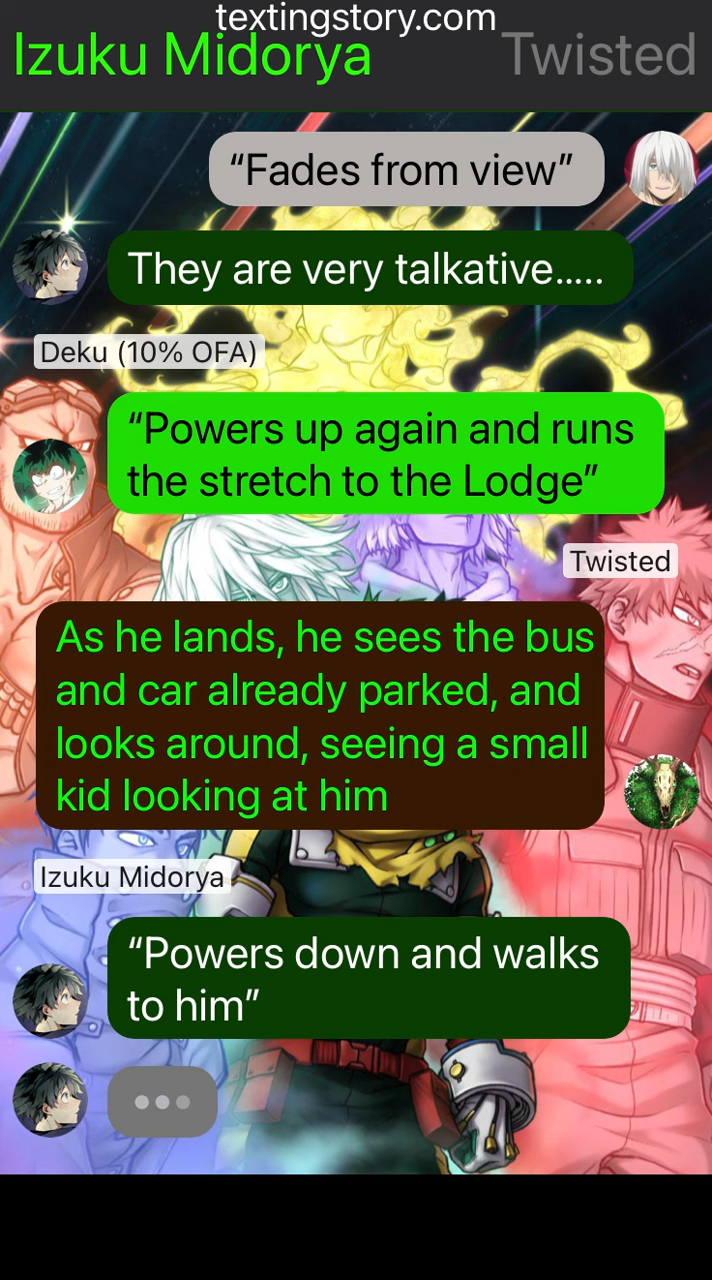 textingstory.com
Izuku Midorya
Twisted
“Fades from view”
They are very talkative.....
Deku (10% OFA)
“Powers up again and runs
the stretch to the Lodge”
Twisted
As he lands, he sees the bus
and car already parked, and
looks around, seeing a small
kid looking at him
Izuku Midorya
“Powers down and walks
to him”